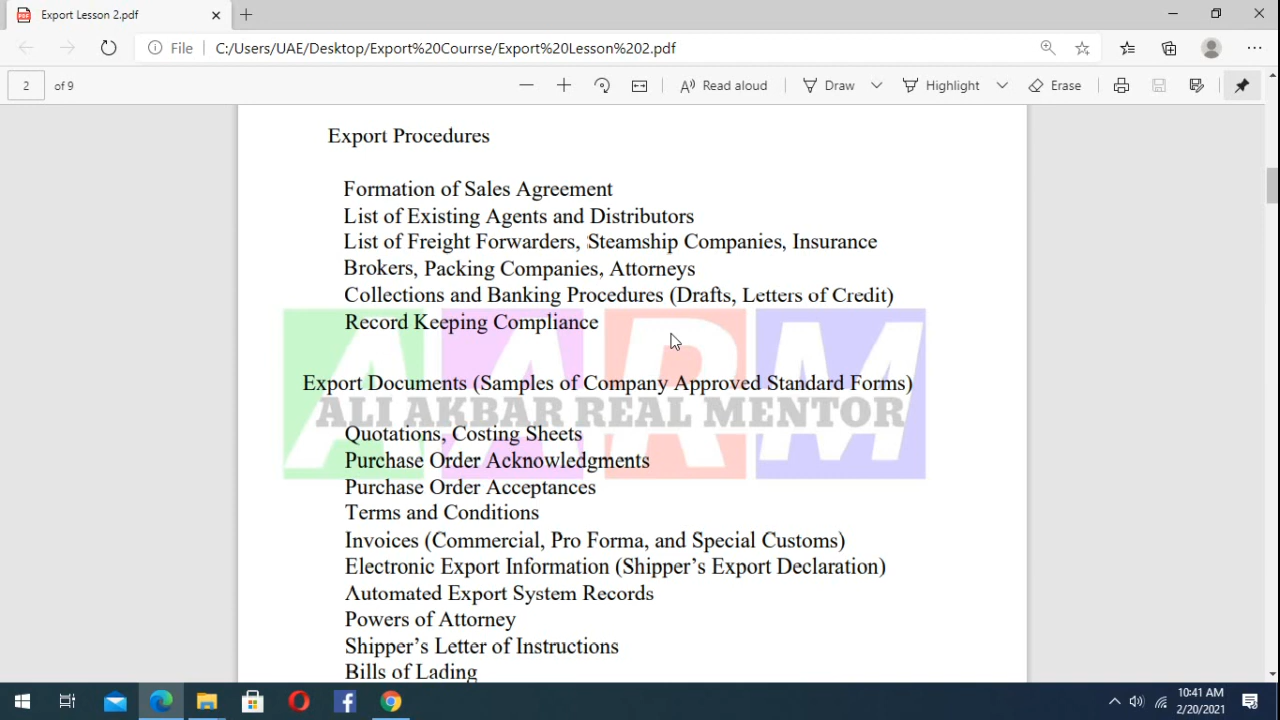 Export Lesson 2.pdf
File
C:/Users/UAE/Desktop/Export%20Courrse/Export%20Lesson%202.pdf
2 of 9
Read aloud
Draw
Highlight
Erase
Export Procedures
Formation of Sales Agreement
List of Existing Agents and Distributors
List of Freight Forwarders, Steamship Companies, Insurance
Brokers, Packing Companies, Attorneys
Collections and Banking Procedures (Drafts, Letters of Credit)
Record Keeping Compliance
AARM
Export Documents (Samples of Company Approved Standard Forms)
ALI AKBAR REAL MENTOR
Quotations, Costing Sheets
Purchase Order Acknowledgments
Purchase Order Acceptances
Terms and Conditions
Invoices (Commercial, Pro Forma, and Special Customs)
Electronic Export Information (Shipper’s Export Declaration)
Automated Export System Records
Powers of Attorney
Shipper’s Letter of Instructions
Bills of Lading
10:41 AM
2/20/2021